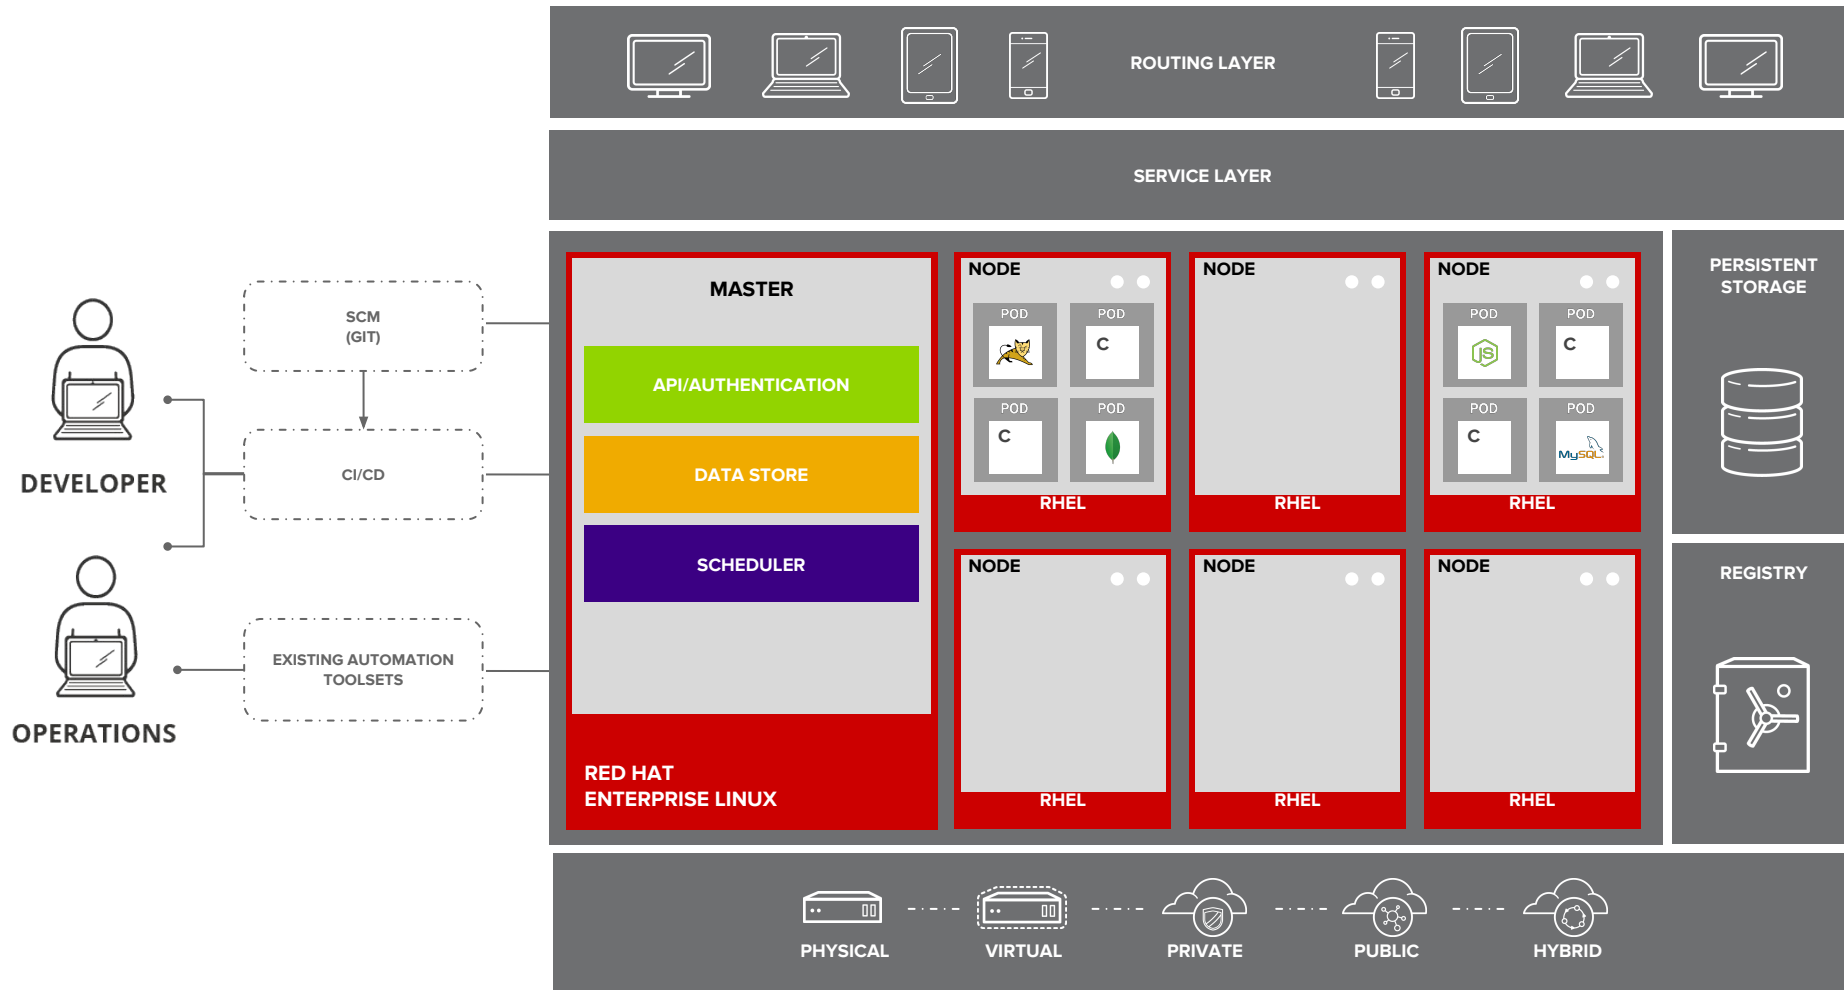 ROUTING LAYER
SERVICE LAYER
DEVELOPER
OPERATIONS
SCM
(GIT)
CI/CD
EXISTING AUTOMATION
TOOLSETS
MASTER
API/AUTHENTICATION
DATA STORE
SCHEDULER
RED HAT
ENTERPRISE LINUX
NODE
POD
POD
C
POD
C
POD
RHEL
NODE
RHEL
NODE
POD
JS
POD
C
POD
C
POD
MySQL
RHEL
NODE
RHEL
NODE
RHEL
NODE
RHEL
PERSISTENT
STORAGE
REGISTRY
PHYSICAL
VIRTUAL
PRIVATE
PUBLIC
HYBRID